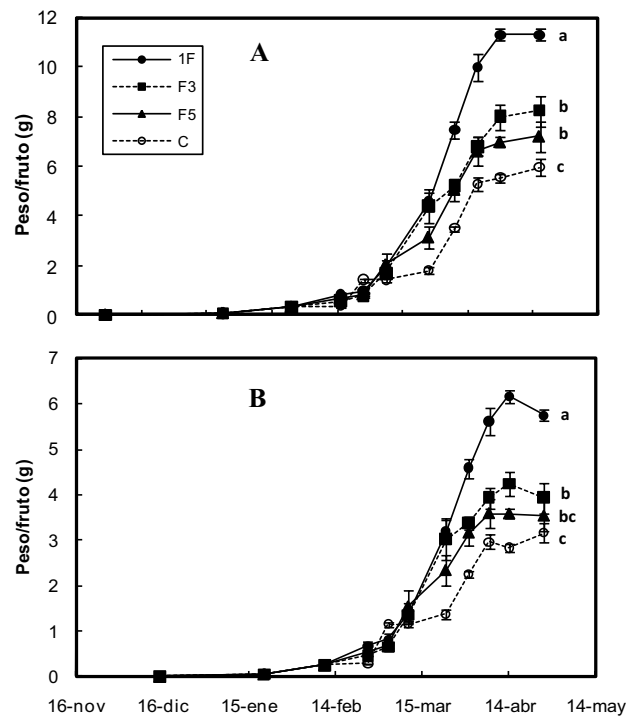 12
10
8
6
4
2
0
Peso/fruto (g)
1F
F3
F5
C
A
a
b
b
c
7
6
5
4
3
2
1
0
Peso/fruto (g)
B
a
b
bc
c
16-nov 16-dic 15-ene 14-feb 15-mar 14-abr 14-may